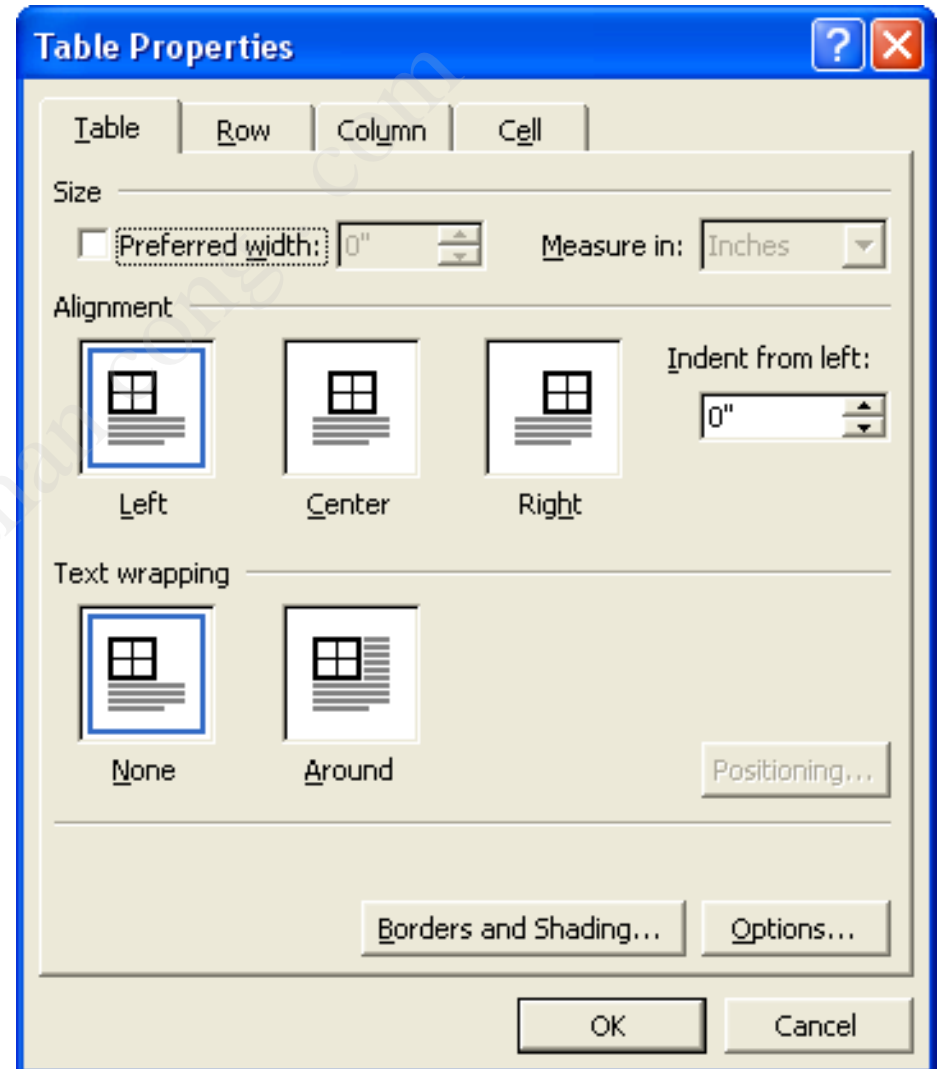 Table Properties
Table Row Column Cell
Size
Preferred width: 0" Measure in: Inches
Alignment
Indent from left:
0"
Left Center Right
Text wrapping
None Around
Positioning...
Borders and Shading... Options...
OK Cancel